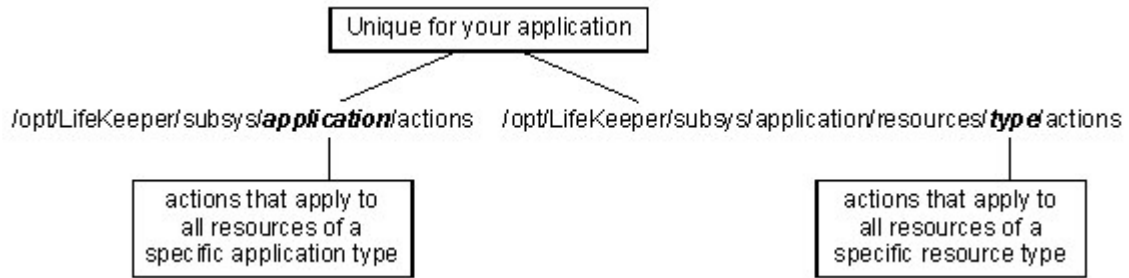 Unique for your application
/opt/LifeKeeper/subsys/application/actions
/opt/LifeKeeper/subsys/application/resources/type/actions
actions that apply to
all resources of a
specific application type
actions that apply to
all resources of a
specific resource type